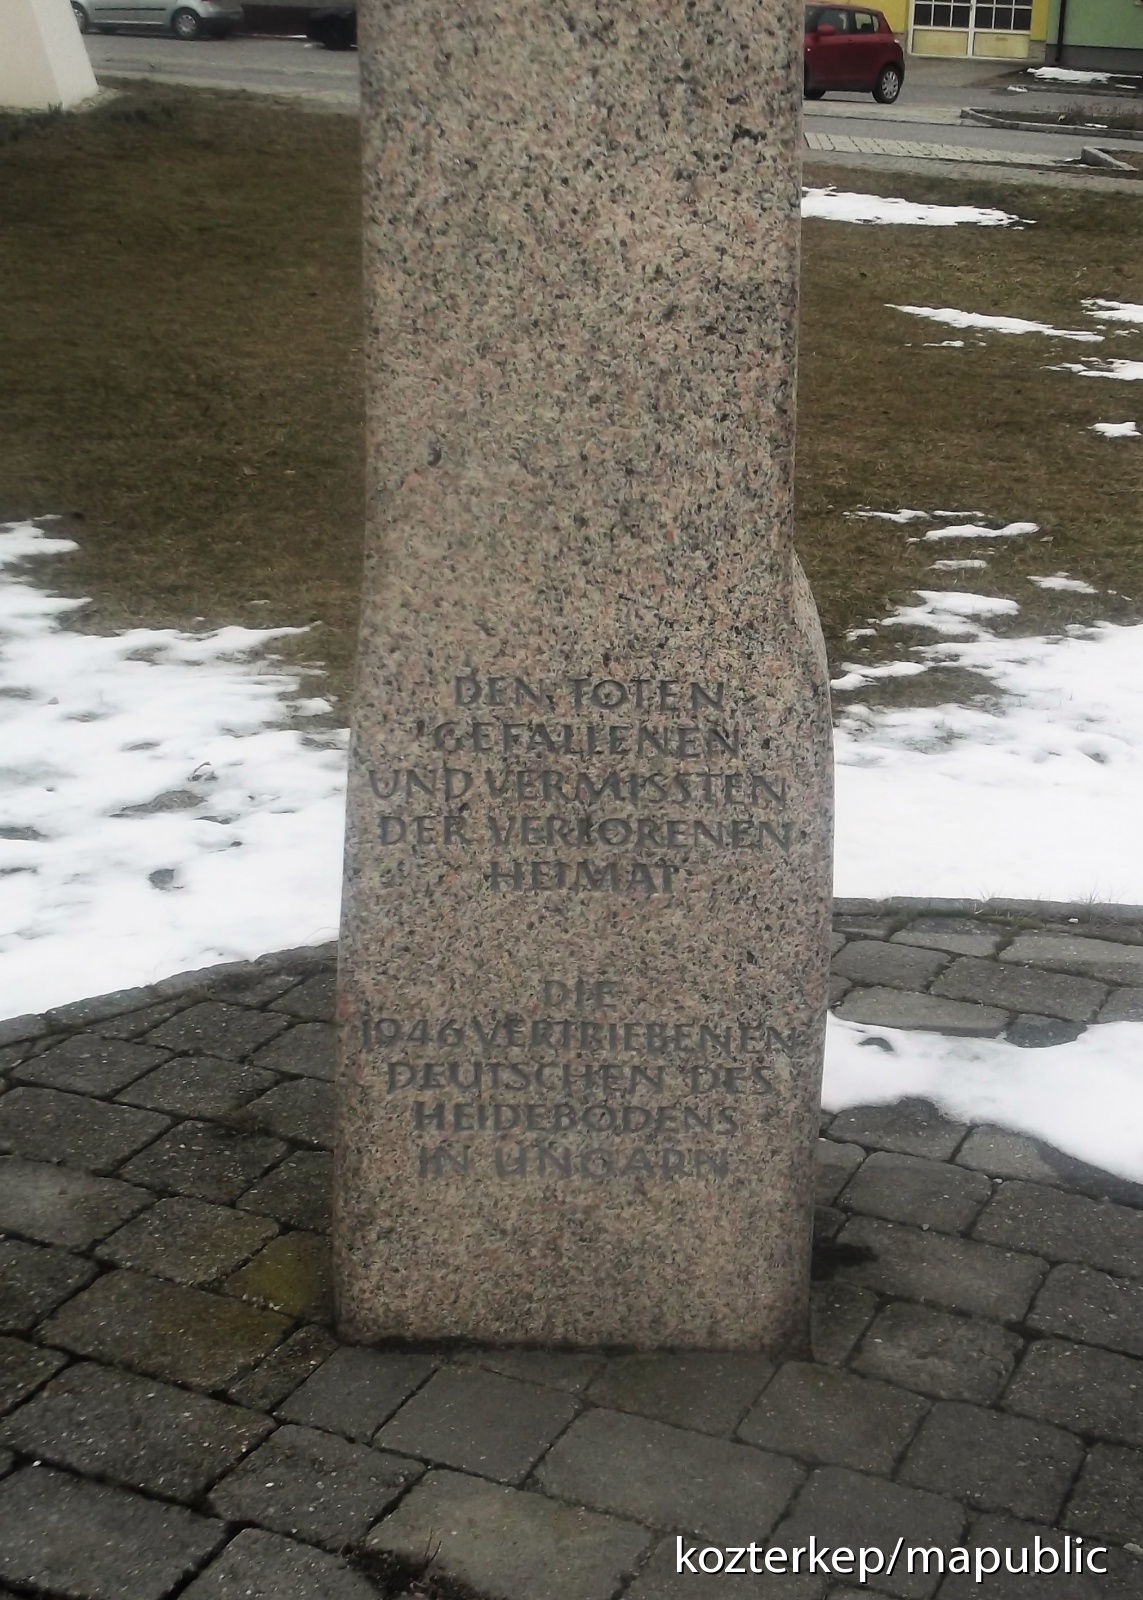 DEN TOTEN
GEFALLENEN
UND VERMISSTEN
DER VERLORENEN
HEIMAT
DIE
1946 VERTRIEBENEN
DEUTSCHEN DES
HEIDEBODENS
IN UNGARN
kozterkep/mapublic